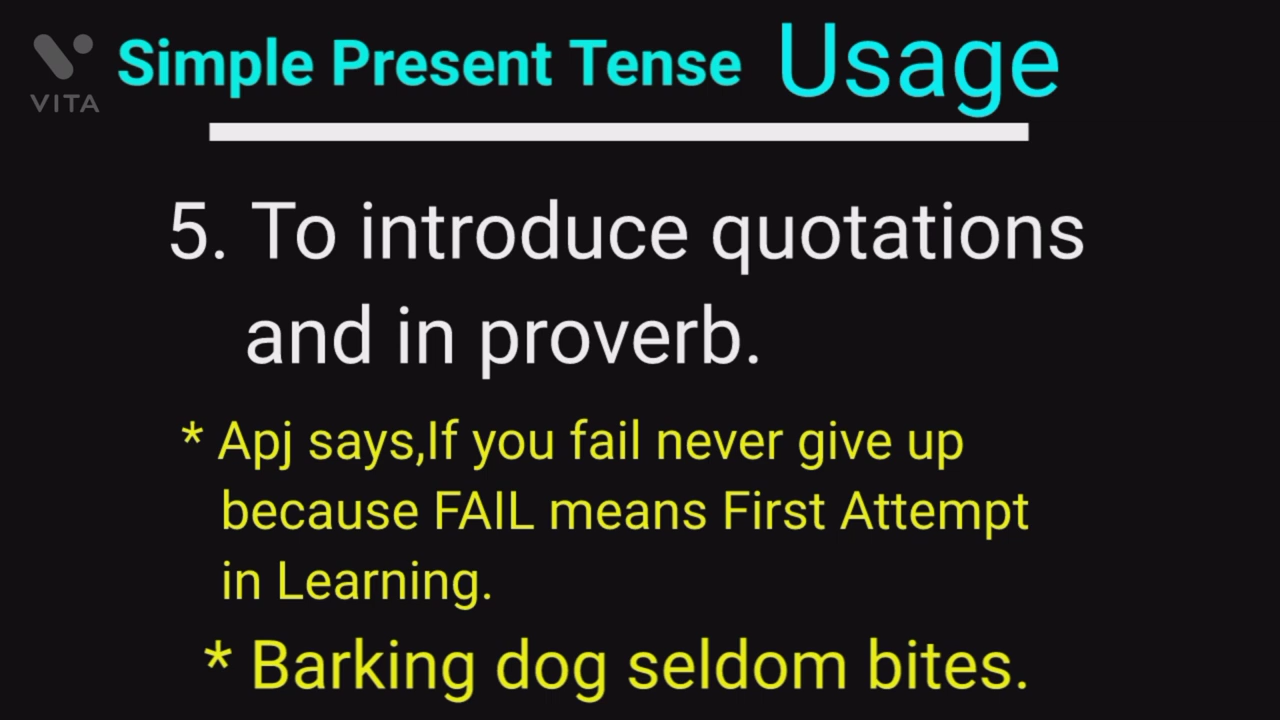 VITA
Simple Present Tense Usage
5. To introduce quotations
and in proverb.
* Apj says,If you fail never give up
because FAIL means First Attempt
in Learning.
* Barking dog seldom bites.